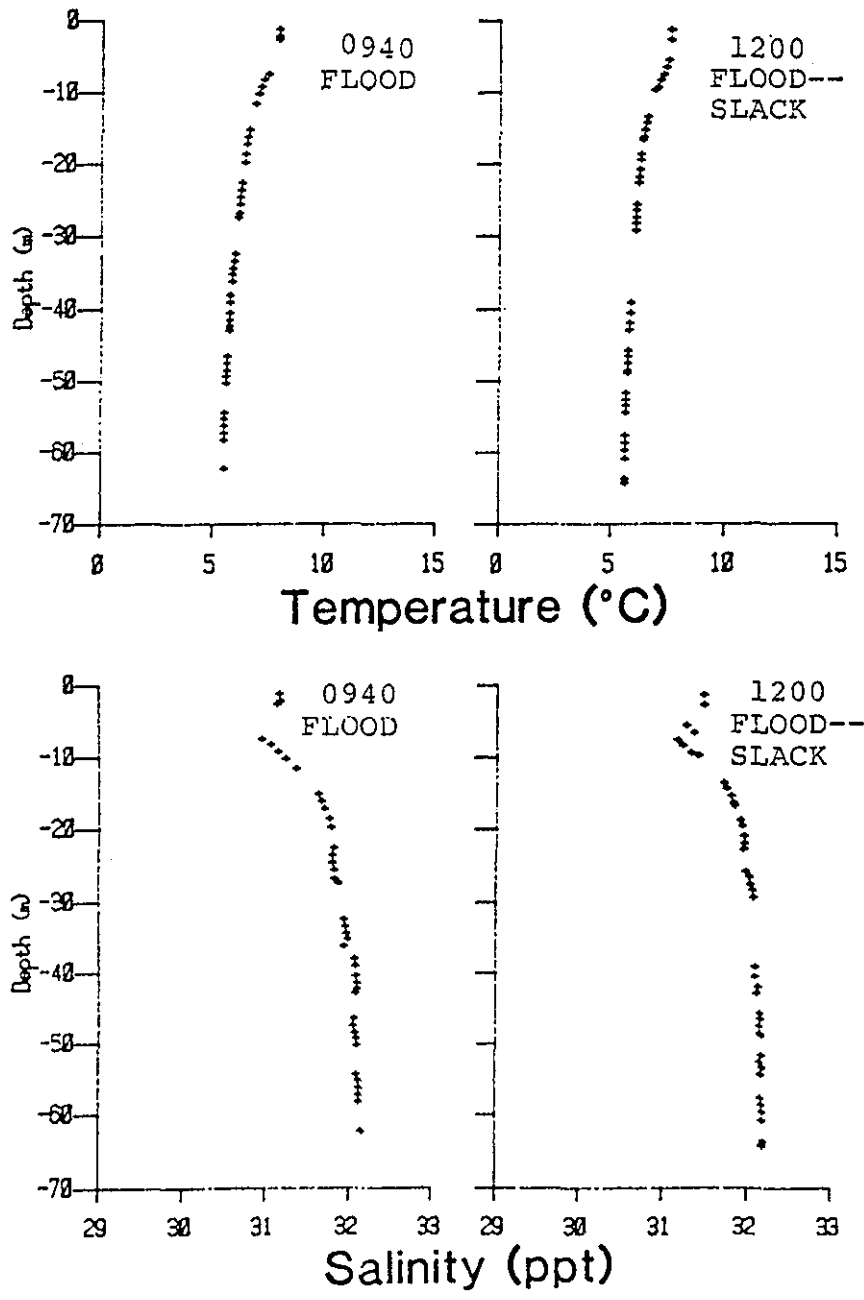 0940
FLOOD
1200
FLOOD--
SLACK
Depth (m)
0
-10
-20
-30
-40
-50
-60
-70
0 5 10 15
0 5 10 15
Temperature (°C)
0940
FLOOD
1200
FLOOD--
SLACK
Depth (m)
0
-10
-20
-30
-40
-50
-60
-70
29 30 31 32 33
29 30 31 32 33
Salinity (ppt)